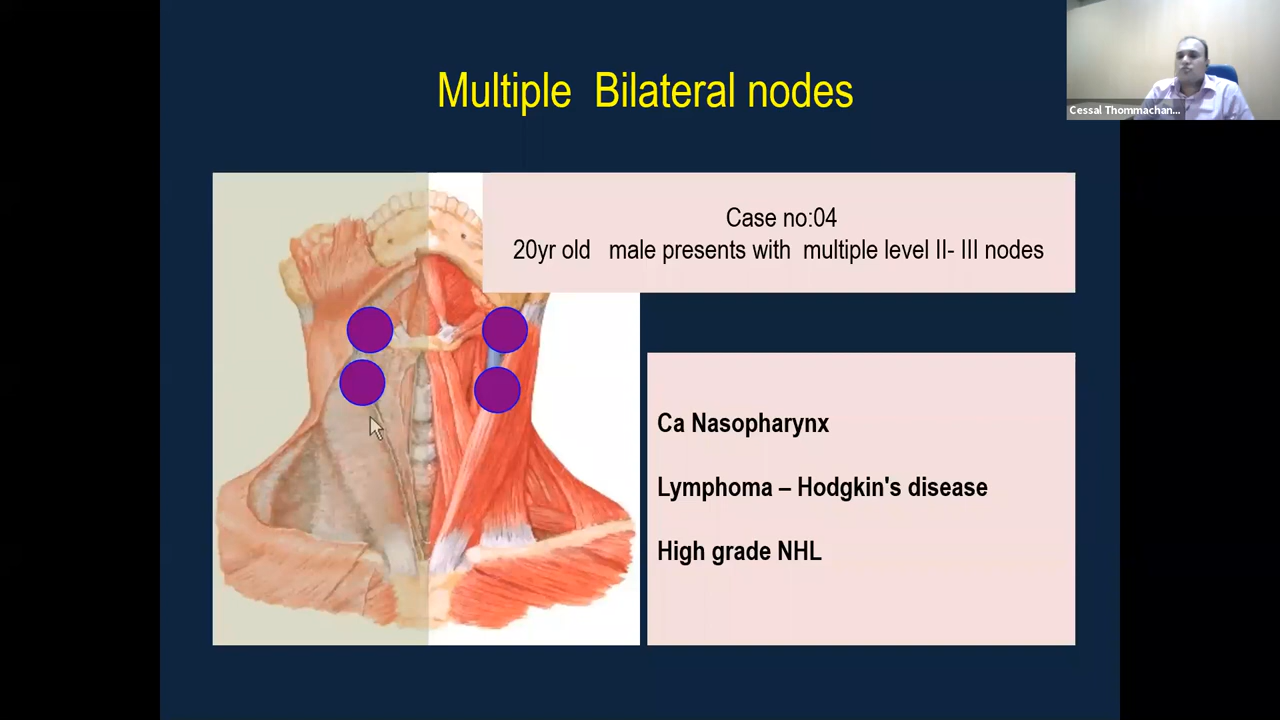 Multiple Bilateral nodes
Cessal Thommachan...
Case no:04
20yr old male presents with multiple level II- III nodes
Ca Nasopharynx
Lymphoma – Hodgkin's disease
High grade NHL